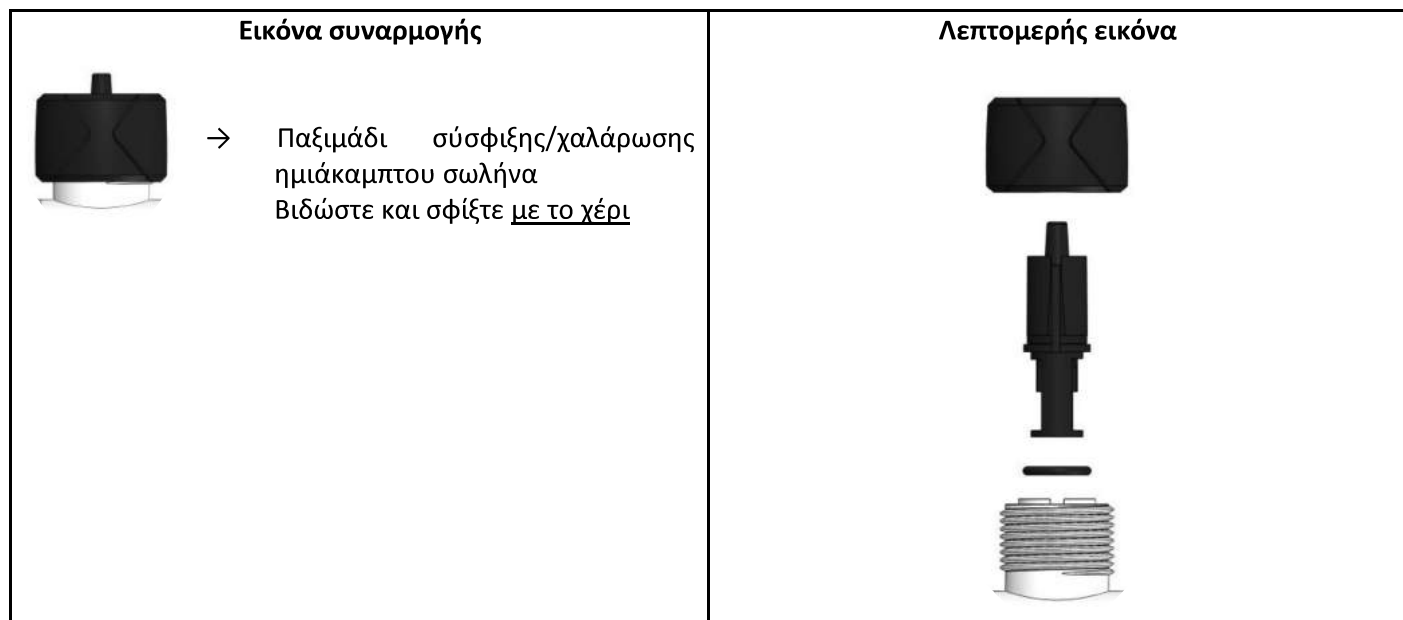 Εικόνα συναρμογής
Λεπτομερής εικόνα
→ Παξιμάδι σύσφιξης/χαλάρωσης
ημιάκαμπτου σωλήνα
Βιδώστε και σφίξτε με το χέρι